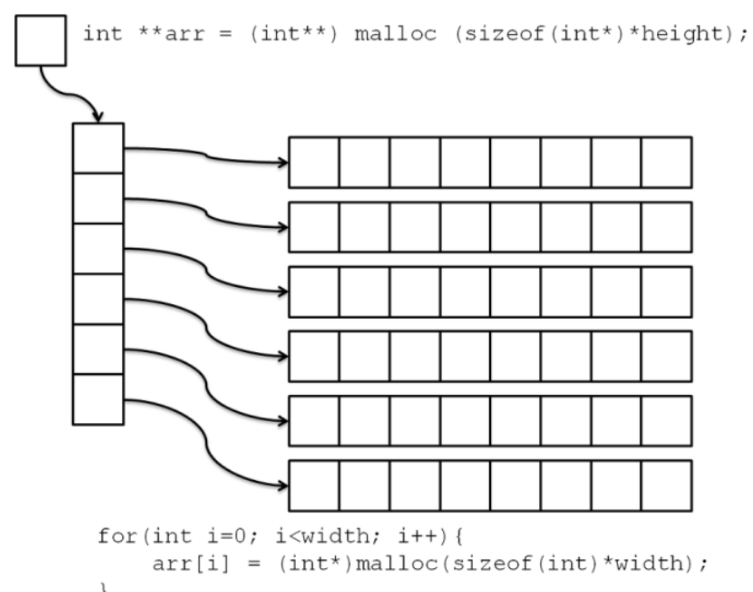 int **arr = (int**) malloc (sizeof(int*)*height);
for(int i=0; i<width; i++){
arr[i] = (int*)malloc(sizeof(int)*width);
}